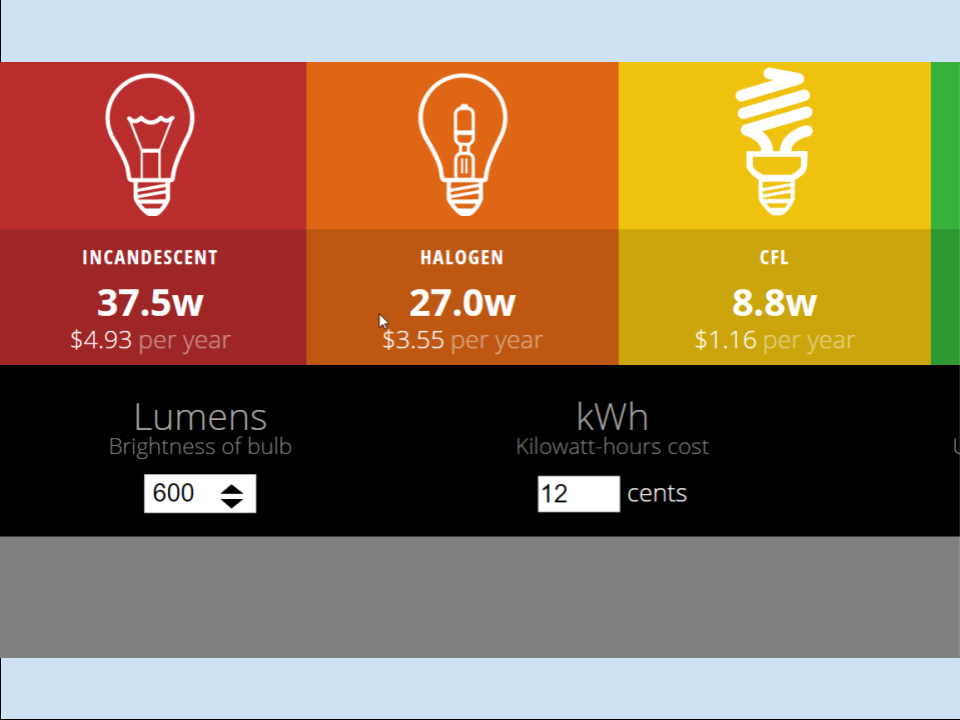 INCANDESCENT
37.5w
$4.93 per year
HALOGEN
27.0w
$3.55 per year
CFL
8.8w
$1.16 per year
Lumens
Brightness of bulb
600
kWh
Kilowatt-hours cost
12 cents